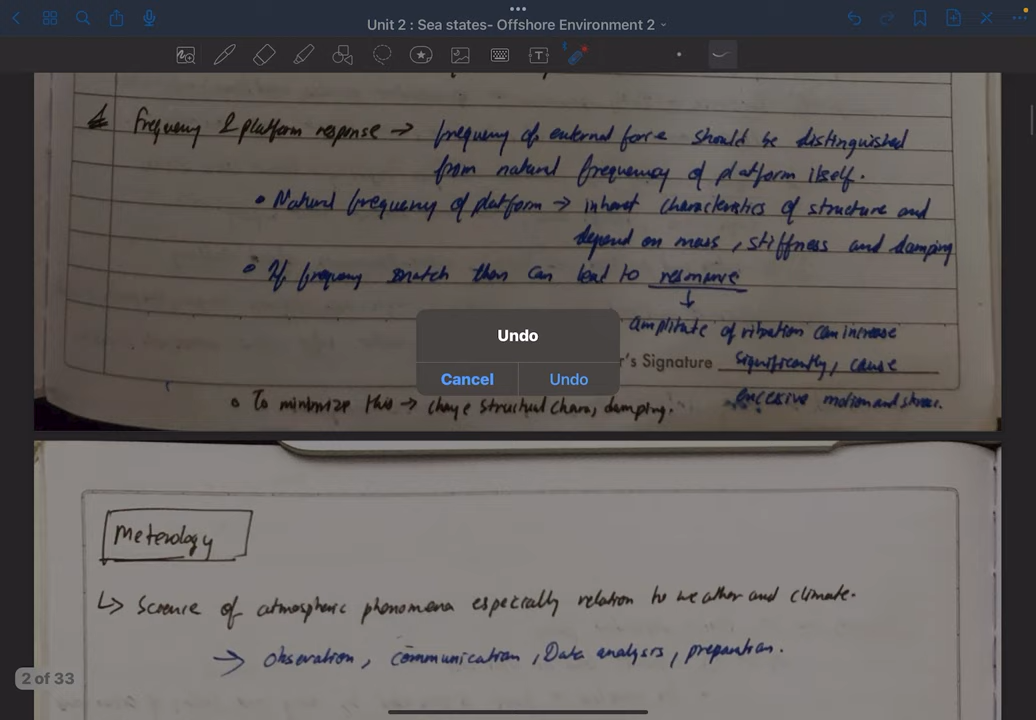 Unit 2 : Sea states- Offshore Environment 2
Frequency & platform response → frequency of external force should be distinguished
from natural frequency of platform itself.
• Natural frequency of platform → inherent characteristics of structure and
depend on mass, stiffness and damping
• If frequency match then can lead to resonance
↓
amplitude of vibration can increase
r's Signature significantly, cause
excessive motion and stress.
• To minimize this → change structural chara, damping.
Undo
Cancel Undo
Meterology
↳ Science of atmospheric phenomena especially relation to weather and climate.
→ observation, communication, Data analysis, preparation.
2 of 33